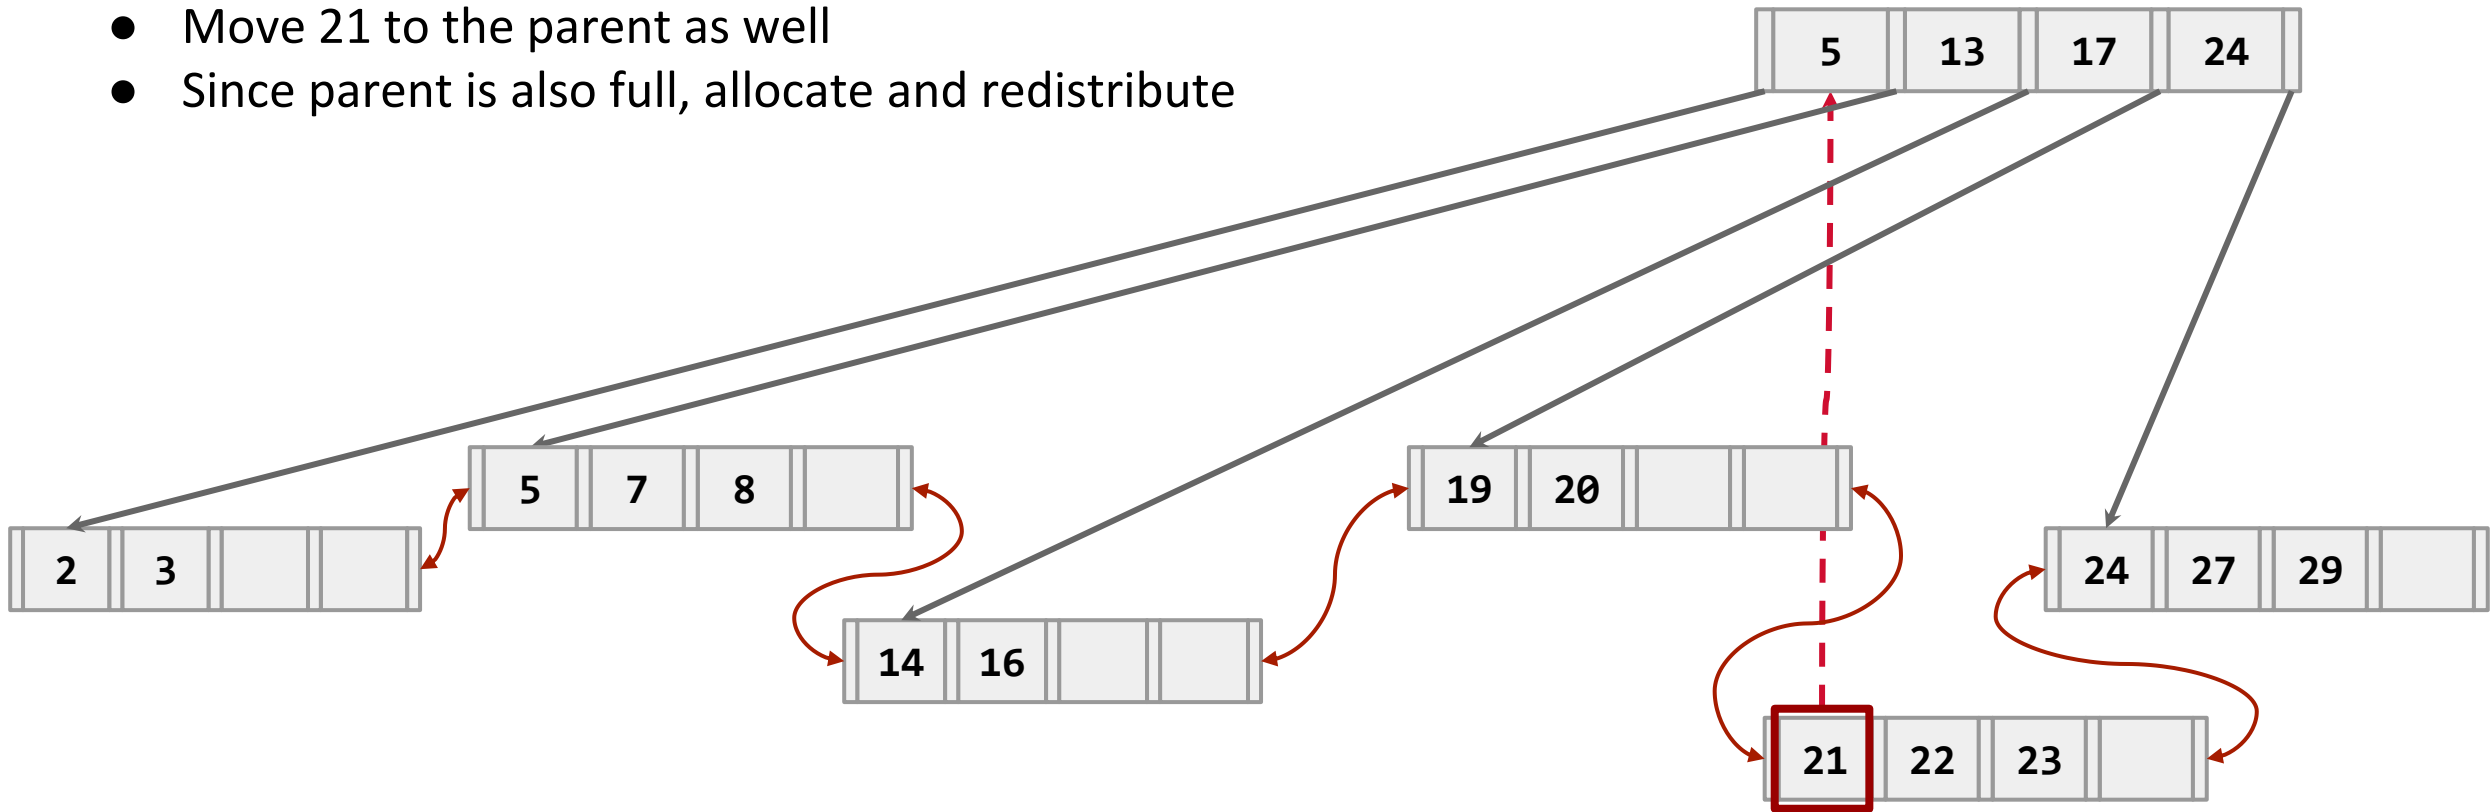 ● Move 21 to the parent as well
● Since parent is also full, allocate and redistribute
5 13 17 24
5 7 8
19 20
2 3
24 27 29
14 16
21 22 23